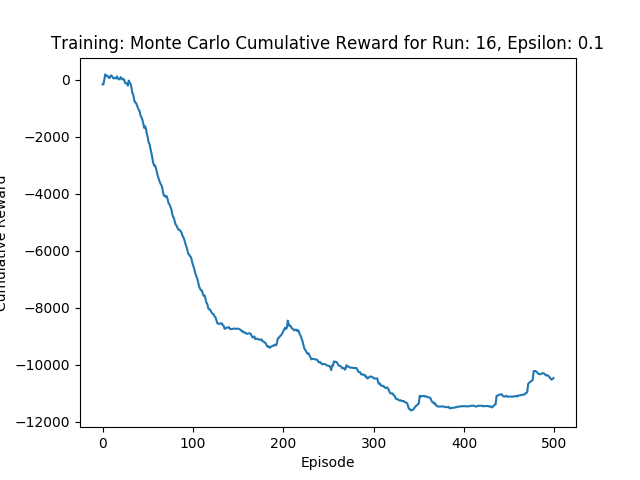 Training: Monte Carlo Cumulative Reward for Run: 16, Epsilon: 0.1
0
−2000
−4000
−6000
−8000
−10000
−12000
Cumulative Reward
0 100 200 300 400 500
Episode